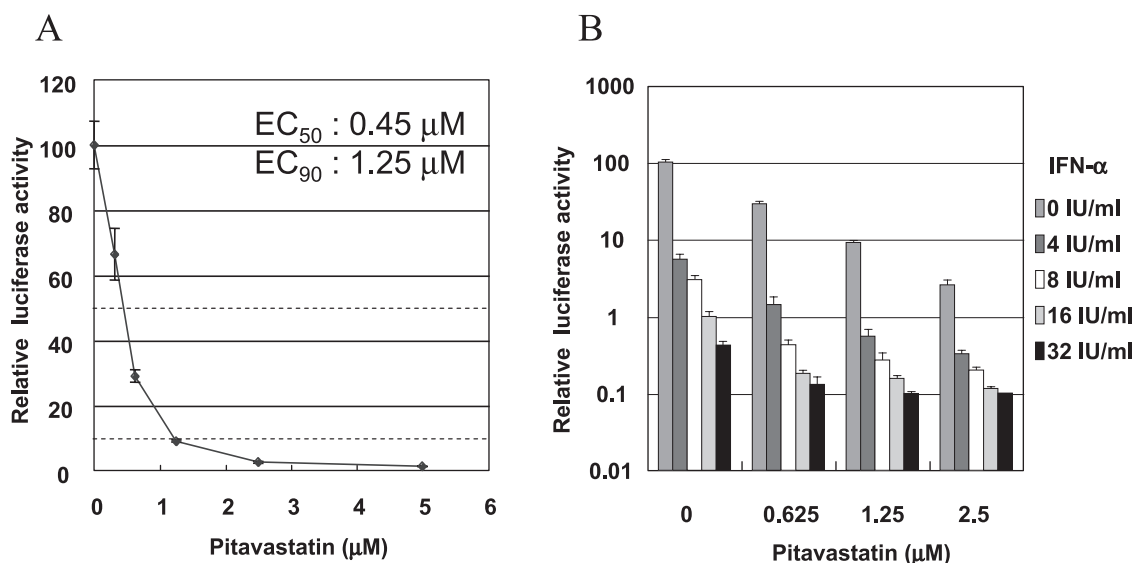 A
120
100
80
60
40
20
0
Relative luciferase activity
EC50 : 0.45 μM
EC90 : 1.25 μM
0 1 2 3 4 5 6
Pitavastatin (μM)
B
1000
100
10
1
0.1
0.01
Relative luciferase activity
0 0.625 1.25 2.5
Pitavastatin (μM)
IFN-α
0 IU/ml
4 IU/ml
8 IU/ml
16 IU/ml
32 IU/ml